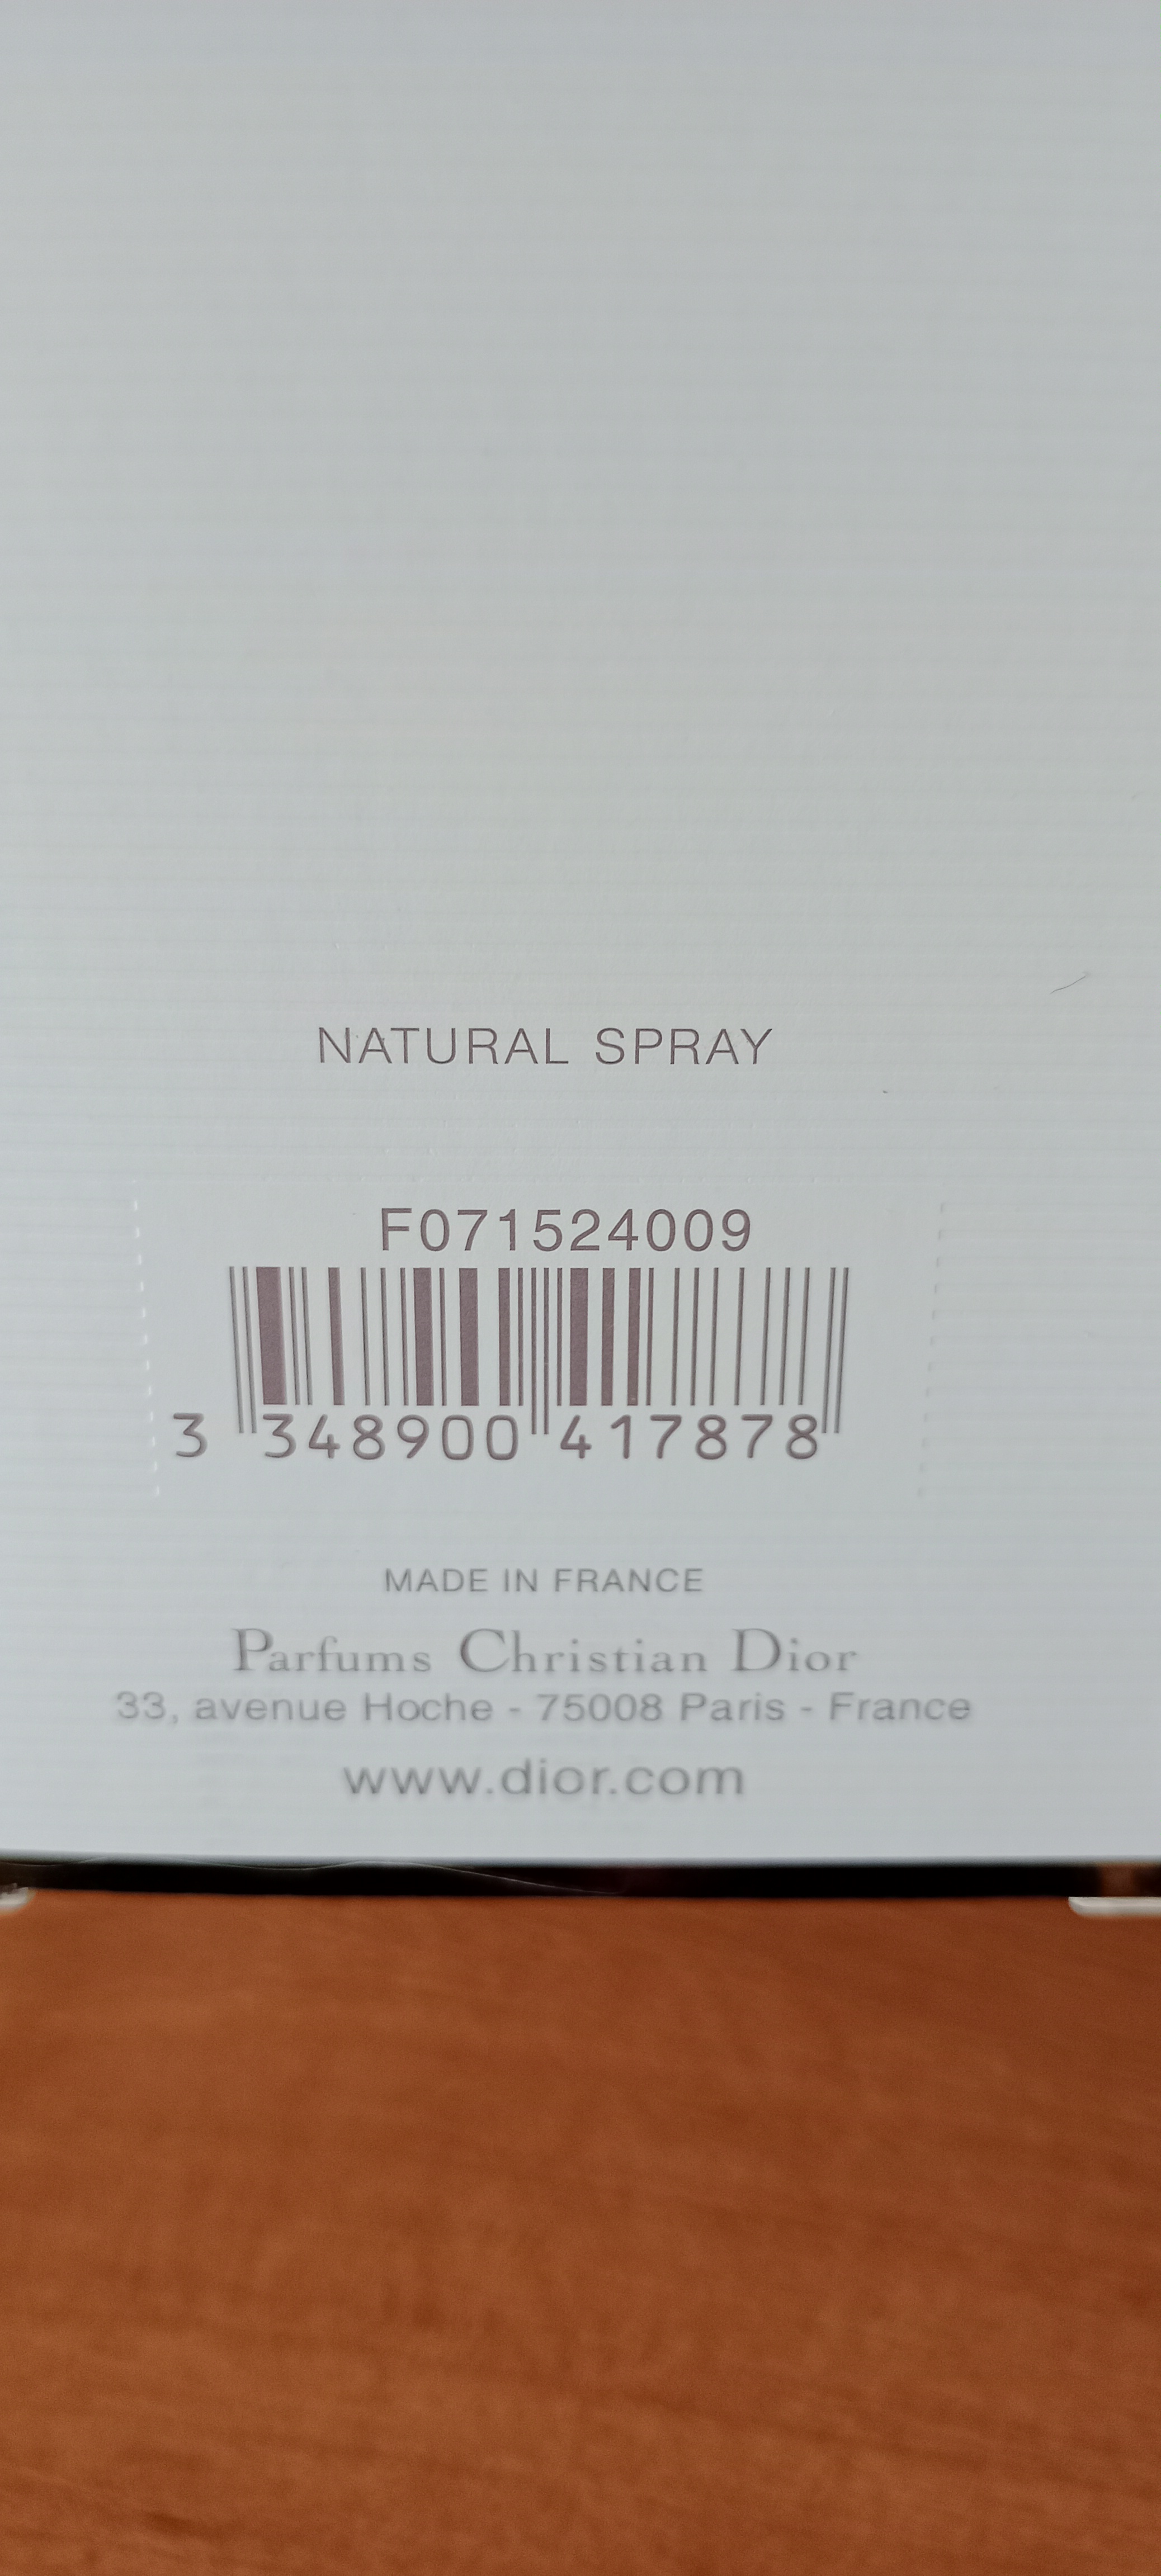 NATURAL SPRAY
F071524009
3 348900 417878
MADE IN FRANCE
Parfums Christian Dior
33, avenue Hoche - 75008 Paris - France
www.dior.com